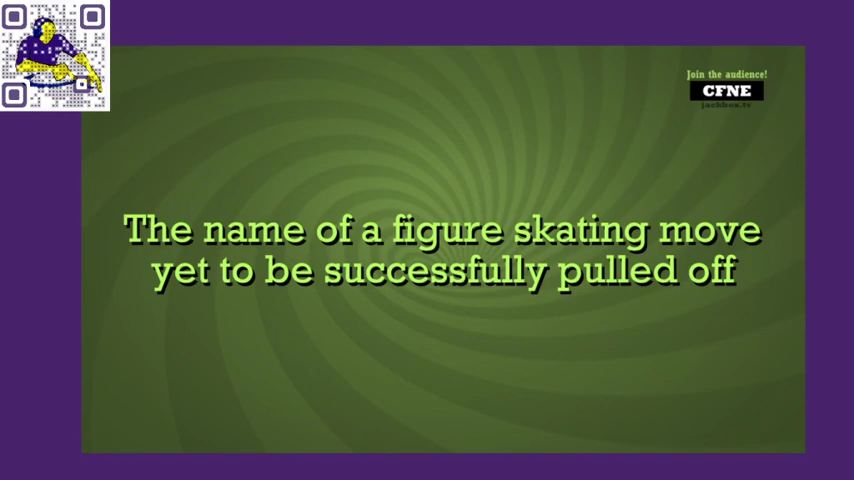 Join the audience!
CFNE
jackbox.tv
The name of a figure skating move
yet to be successfully pulled off